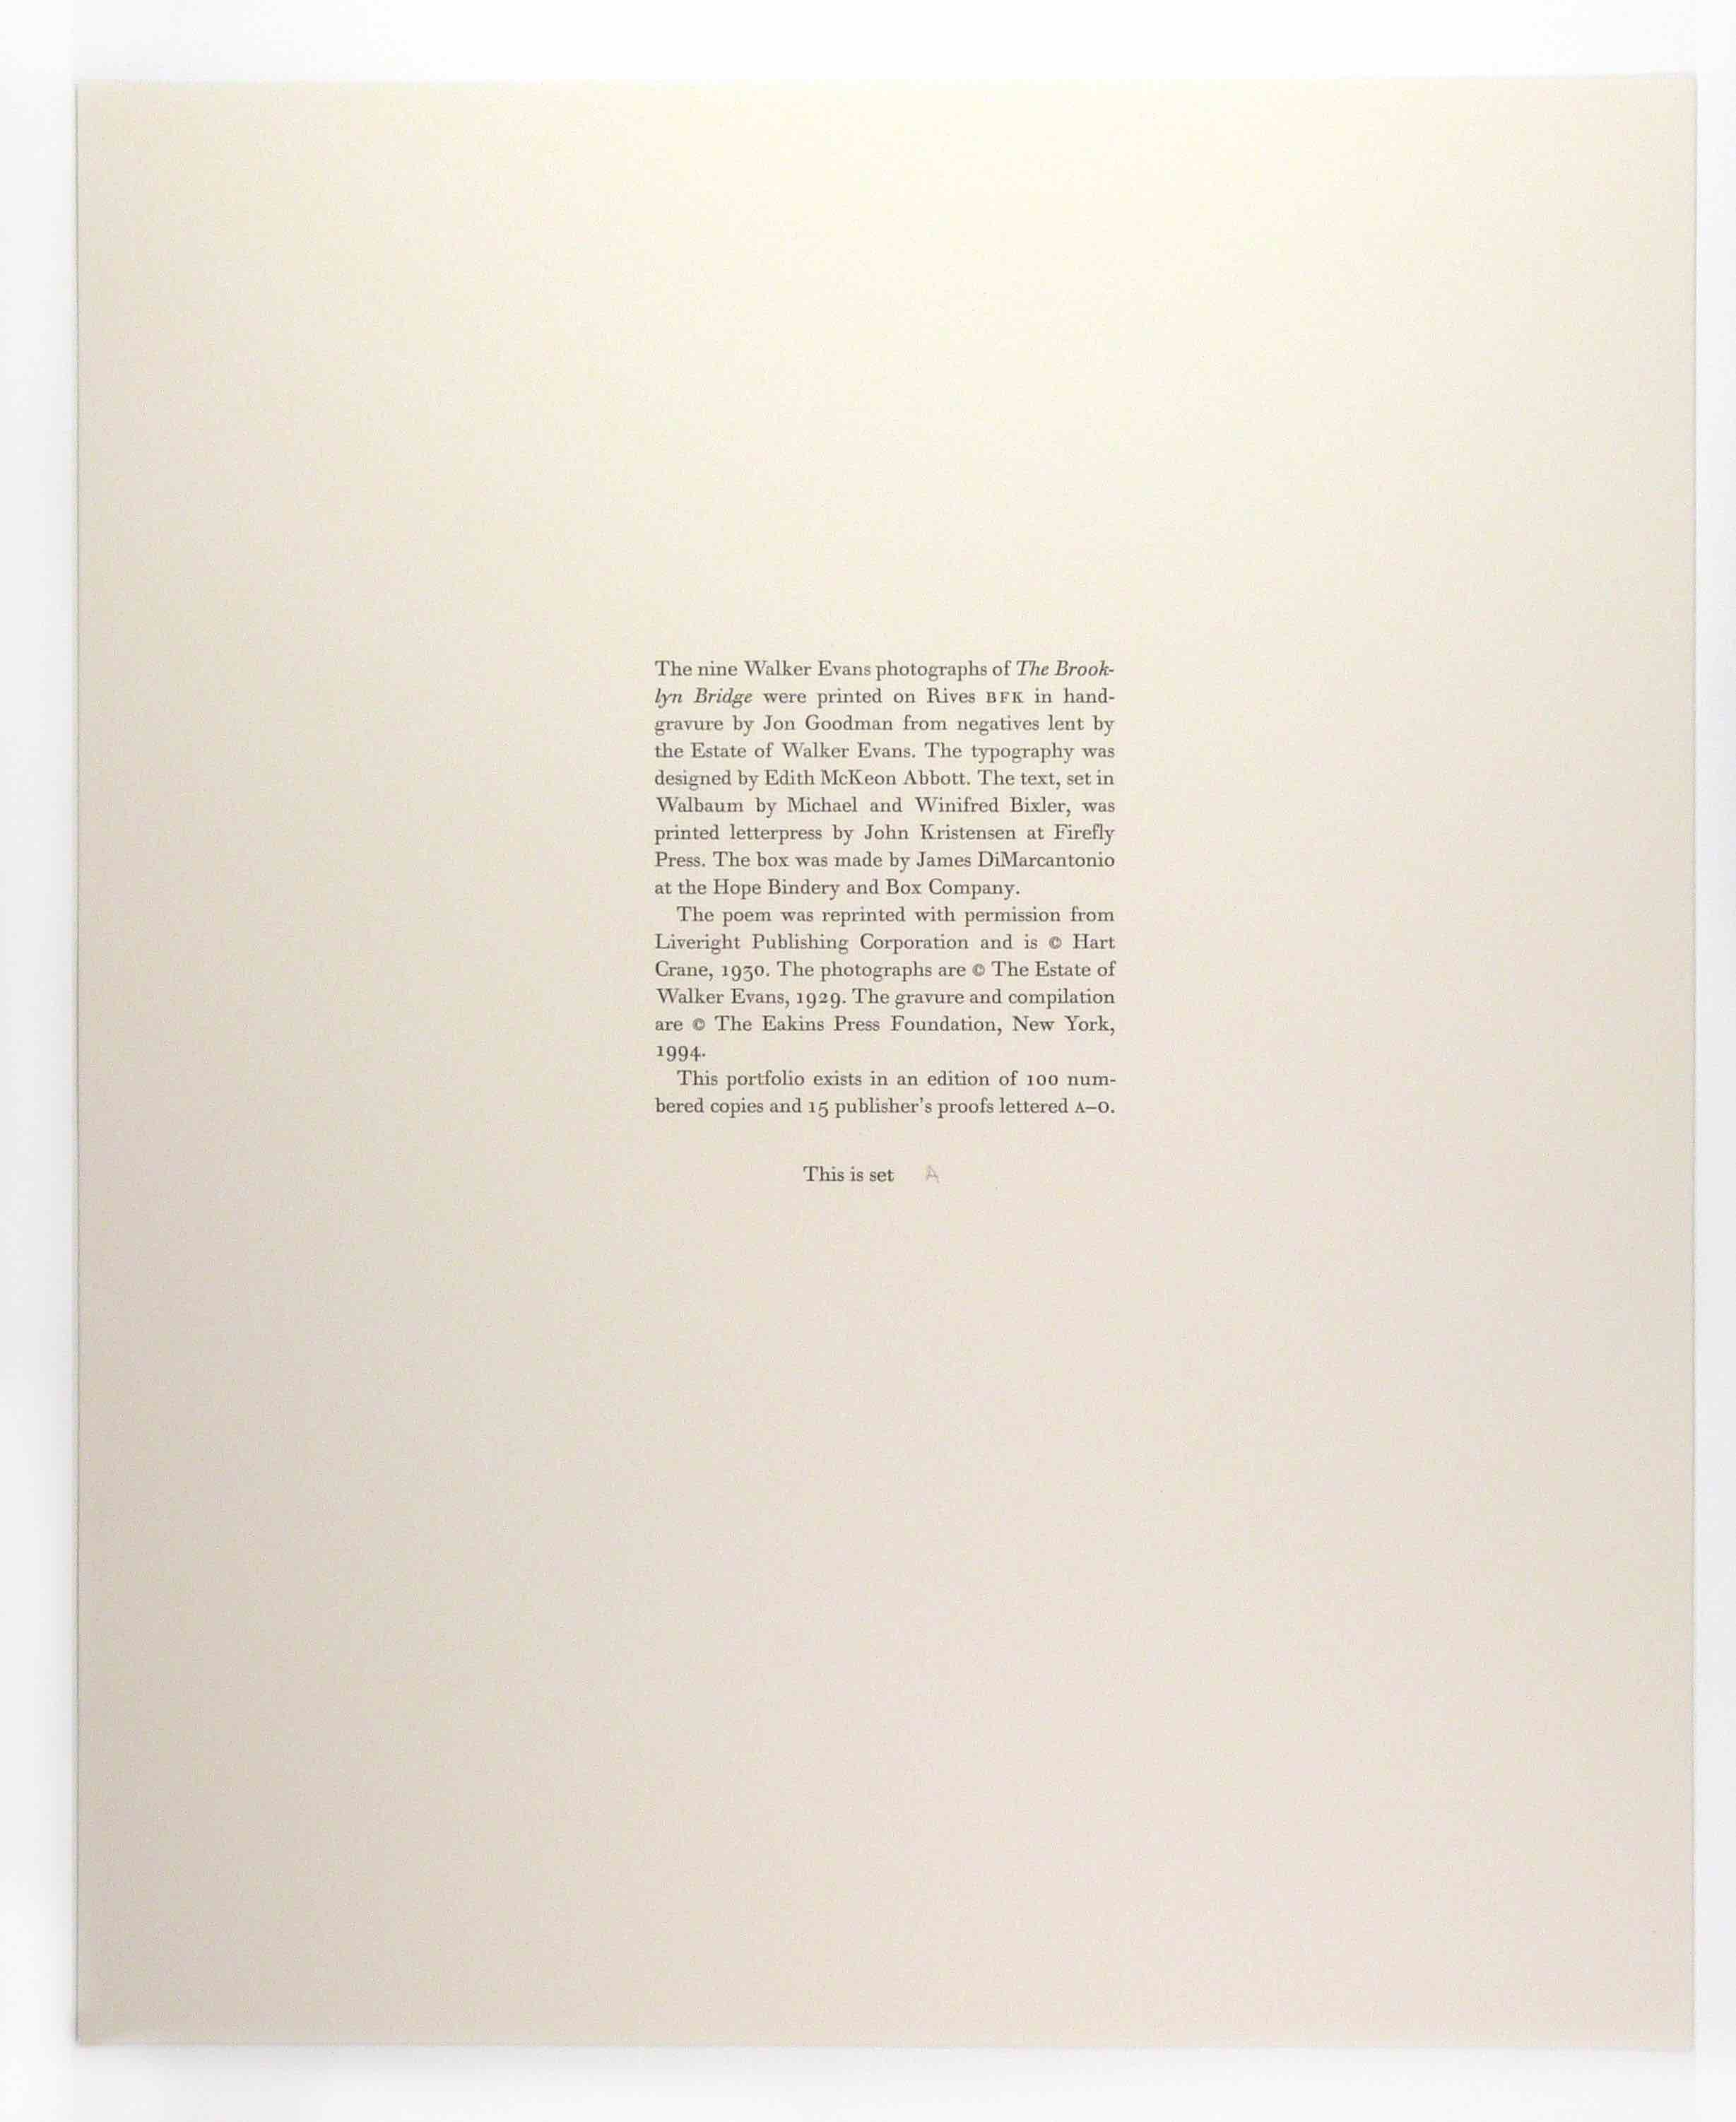 The nine Walker Evans photographs of The Brook-
lyn Bridge were printed on Rives BFK in hand-
gravure by Jon Goodman from negatives lent by
the Estate of Walker Evans. The typography was
designed by Edith McKeon Abbott. The text, set in
Walbaum by Michael and Winifred Bixler, was
printed letterpress by John Kristensen at Firefly
Press. The box was made by James DiMarcantonio
at the Hope Bindery and Box Company.
The poem was reprinted with permission from
Liveright Publishing Corporation and is © Hart
Crane, 1930. The photographs are © The Estate of
Walker Evans, 1929. The gravure and compilation
are © The Eakins Press Foundation, New York,
1994.
This portfolio exists in an edition of 100 num-
bered copies and 15 publisher's proofs lettered A–O.
This is set A